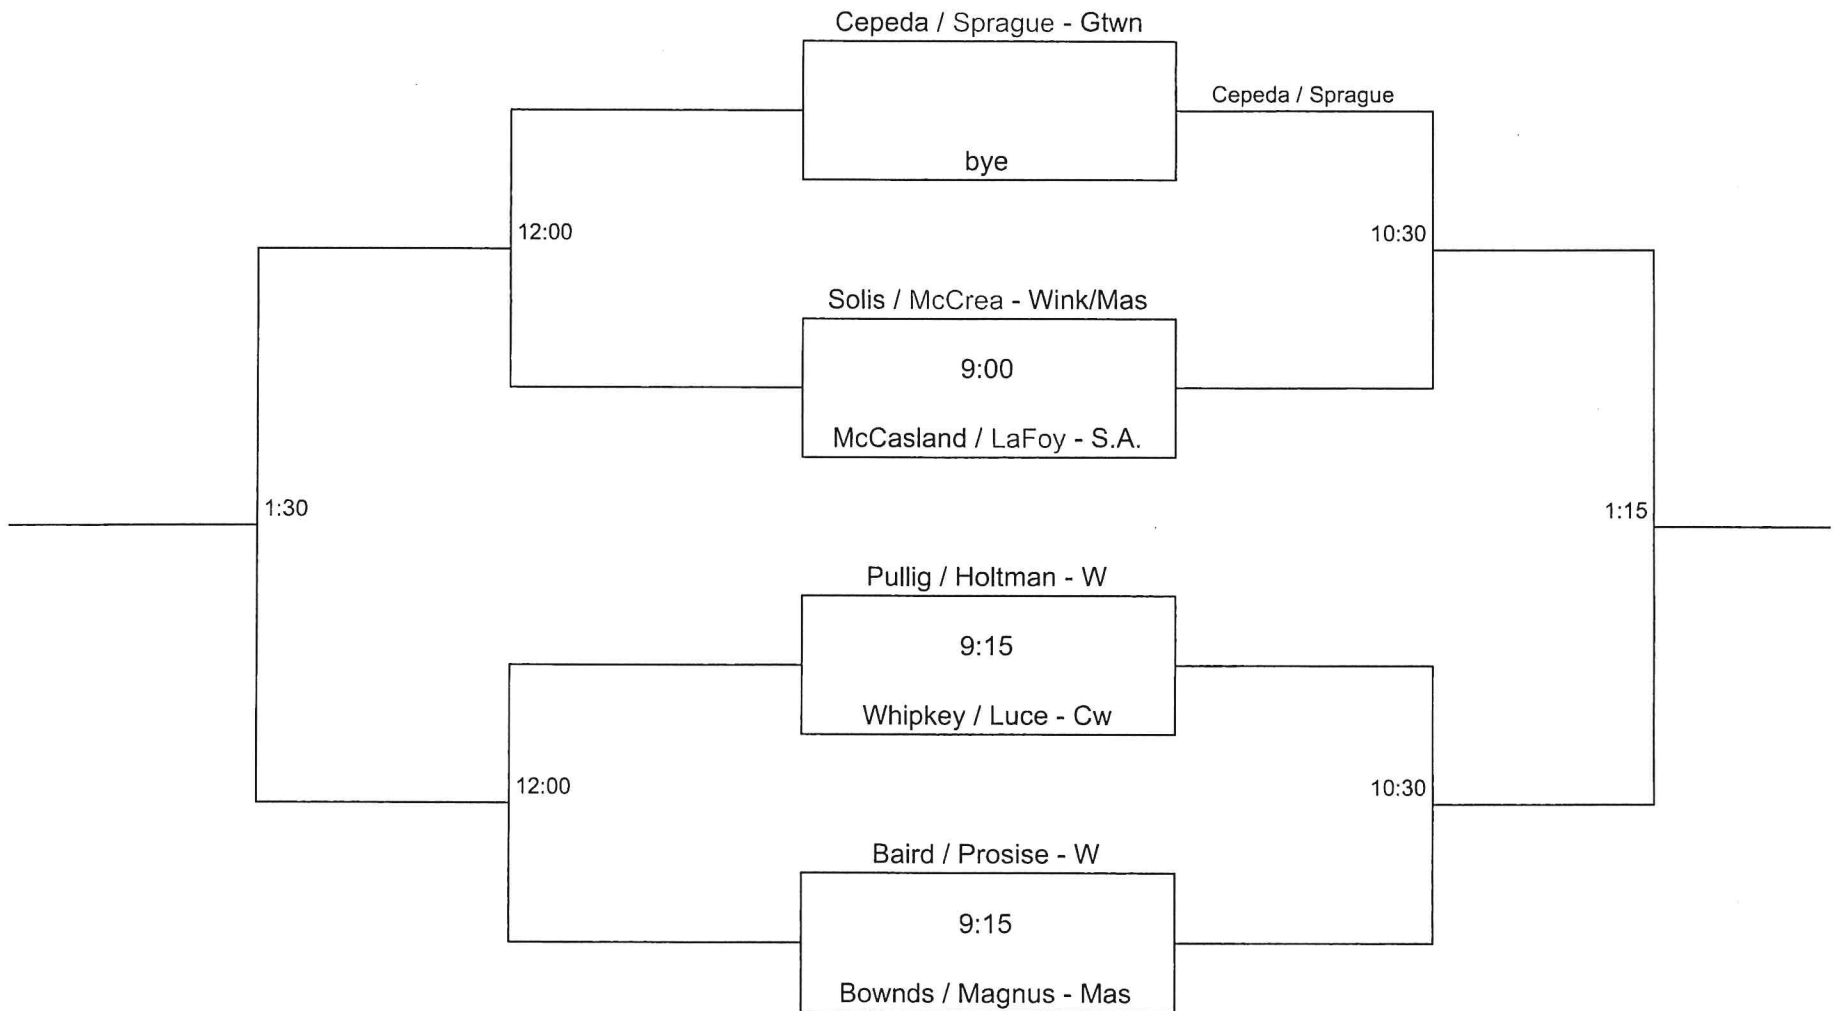 Cepeda / Sprague - Gtwn
Cepeda / Sprague
bye
12:00
10:30
Solis / McCrea - Wink/Mas
9:00
McCasland / LaFoy - S.A.
1:30
1:15
Pullig / Holtman - W
9:15
Whipkey / Luce - Cw
12:00
10:30
Baird / Prosise - W
9:15
Bownds / Magnus - Mas